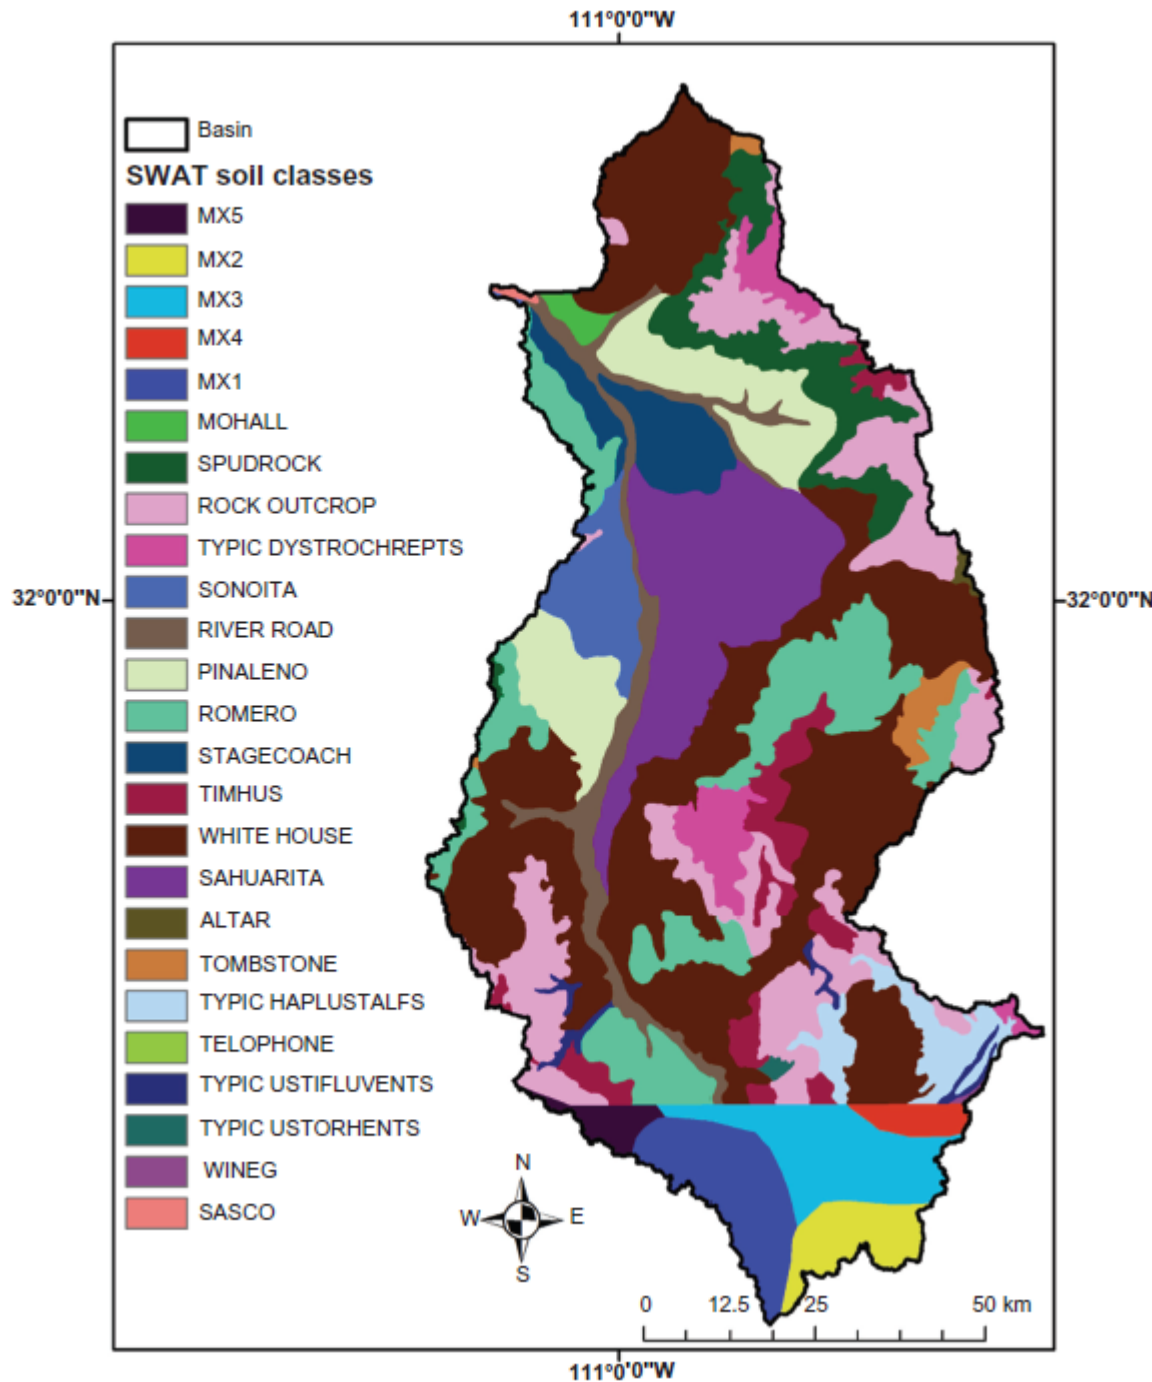 111°0'0"W
Basin
SWAT soil classes
MX5
MX2
MX3
MX4
MX1
MOHALL
SPUDROCK
ROCK OUTCROP
TYPIC DYSTROCHREPTS
SONOITA
32°0'0"N
32°0'0"N
RIVER ROAD
PINALENO
ROMERO
STAGECOACH
TIMHUS
WHITE HOUSE
SAHUARITA
ALTAR
TOMBSTONE
TYPIC HAPLUSTALFS
TELOPHONE
TYPIC USTIFLUVENTS
TYPIC USTORHENTS
WINEG
SASCO
N
W E
S
0 12.5 25 50 km
111°0'0"W